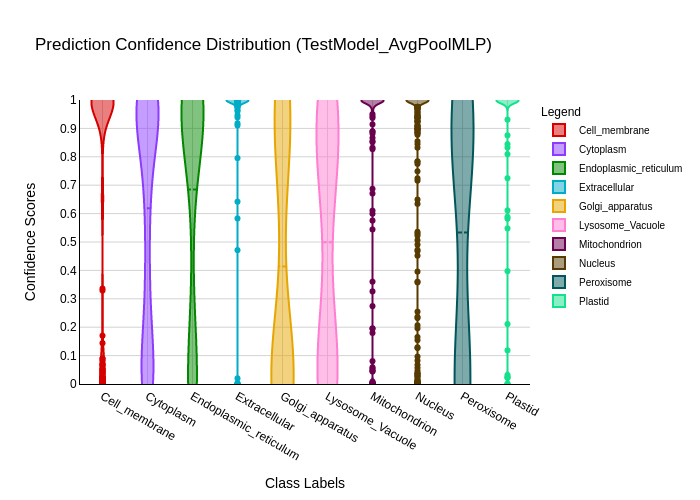 Prediction Confidence Distribution (TestModel_AvgPoolMLP)
Confidence Scores
1
0.9
0.8
0.7
0.6
0.5
0.4
0.3
0.2
0.1
0
Cell_membrane
Cytoplasm
Endoplasmic_reticulum
Extracellular
Golgi_apparatus
Lysosome_Vacuole
Mitochondrion
Nucleus
Peroxisome
Plastid
Class Labels
Legend
Cell_membrane
Cytoplasm
Endoplasmic_reticulum
Extracellular
Golgi_apparatus
Lysosome_Vacuole
Mitochondrion
Nucleus
Peroxisome
Plastid